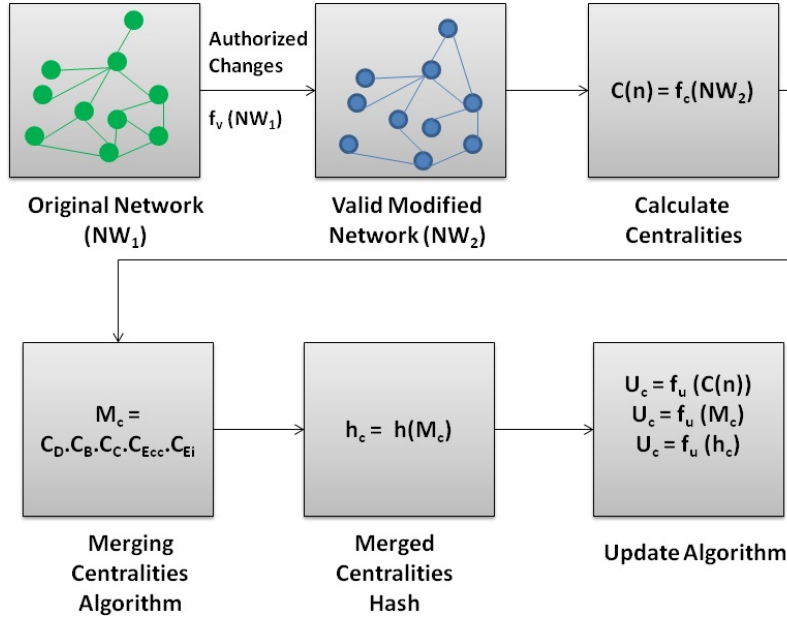 Authorized
Changes
f_v (NW_1)
C(n) = f_c(NW_2)
Original Network
(NW_1)
Valid Modified
Network (NW_2)
Calculate
Centralities
M_c =
C_D.C_B.C_C.C_Ecc.C_Ei
h_c = h(M_c)
U_c = f_u (C(n))
U_c = f_u (M_c)
U_c = f_u (h_c)
Merging
Centralities
Algorithm
Merged
Centralities
Hash
Update Algorithm